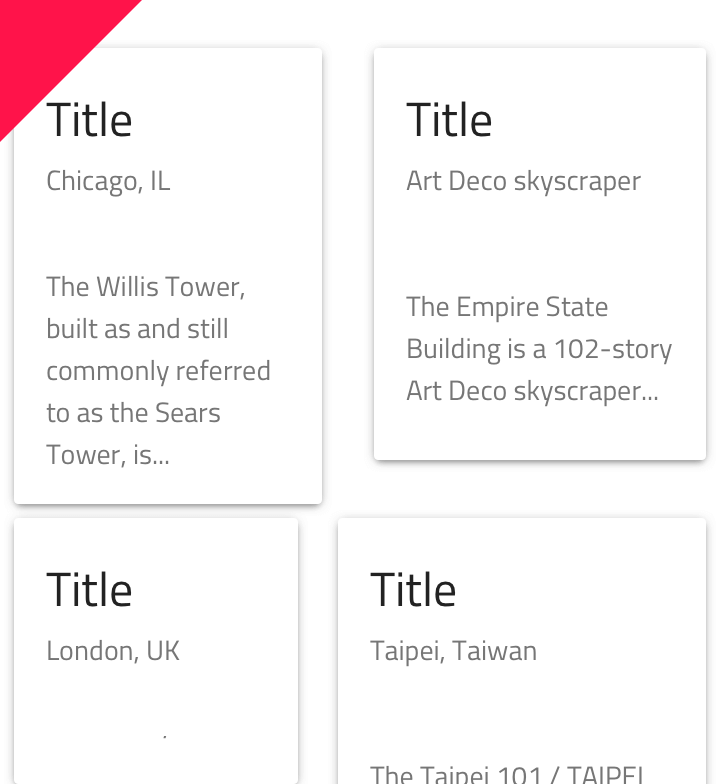 Title
Chicago, IL
The Willis Tower,
built as and still
commonly referred
to as the Sears
Tower, is...
Title
Art Deco skyscraper
The Empire State
Building is a 102-story
Art Deco skyscraper...
Title
London, UK
Title
Taipei, Taiwan
The Taipei 101 / TAIPEI